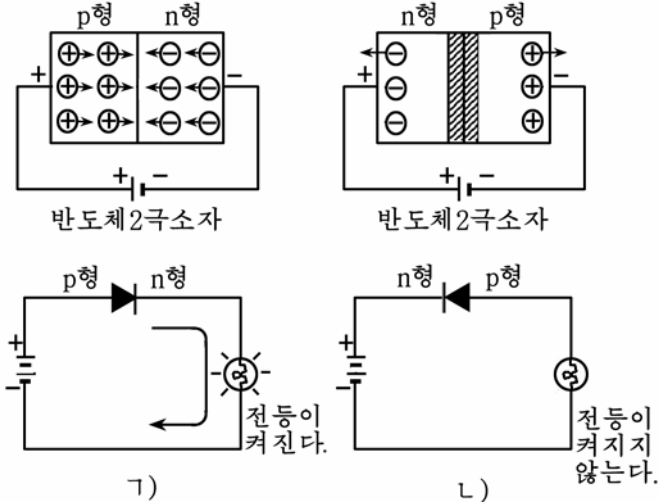 p형 n형
+ −
+ −
반도체2극소자
n형 p형
+ −
+ −
반도체2극소자
p형 n형
+
−
전등이
켜진다.
ㄱ)
n형 p형
+
−
전등이
켜지지
않는다.
ㄴ)